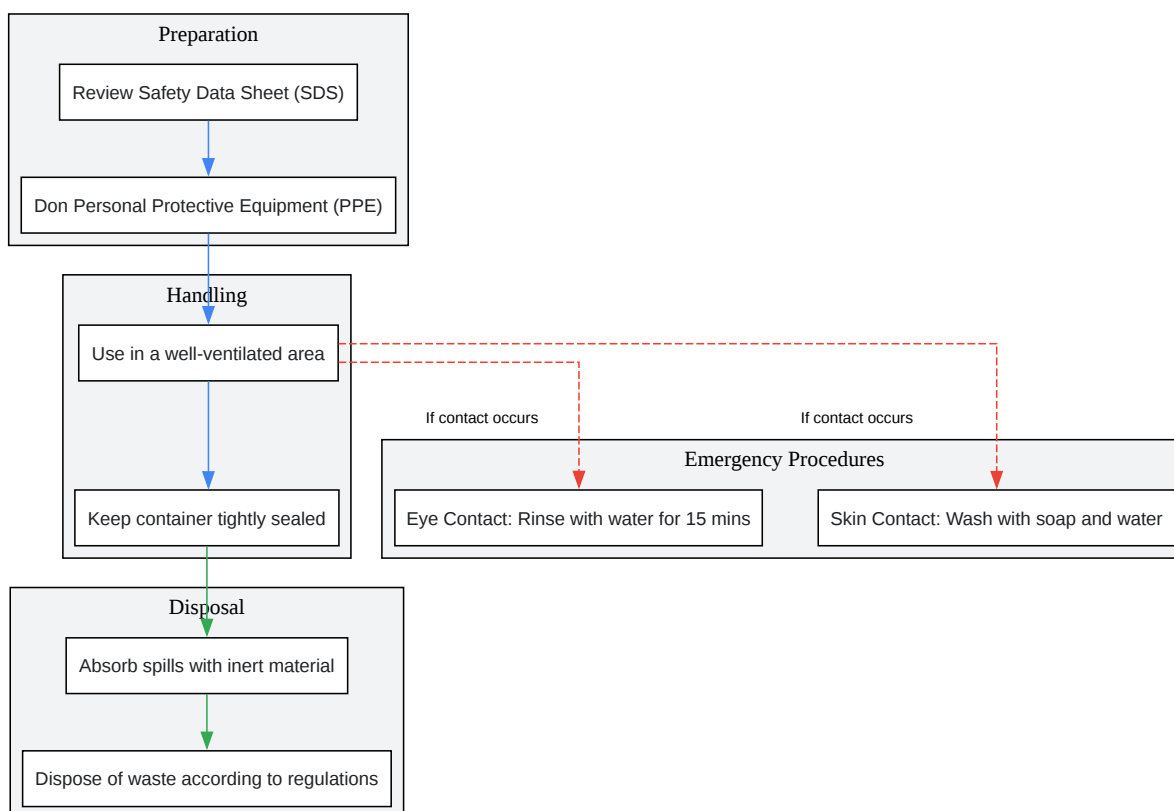 Preparation
Review Safety Data Sheet (SDS)
Don Personal Protective Equipment (PPE)
Handling
Use in a well-ventilated area
If contact occurs
If contact occurs
Emergency Procedures
Keep container tightly sealed
Eye Contact: Rinse with water for 15 mins
Skin Contact: Wash with soap and water
Disposal
Absorb spills with inert material
Dispose of waste according to regulations